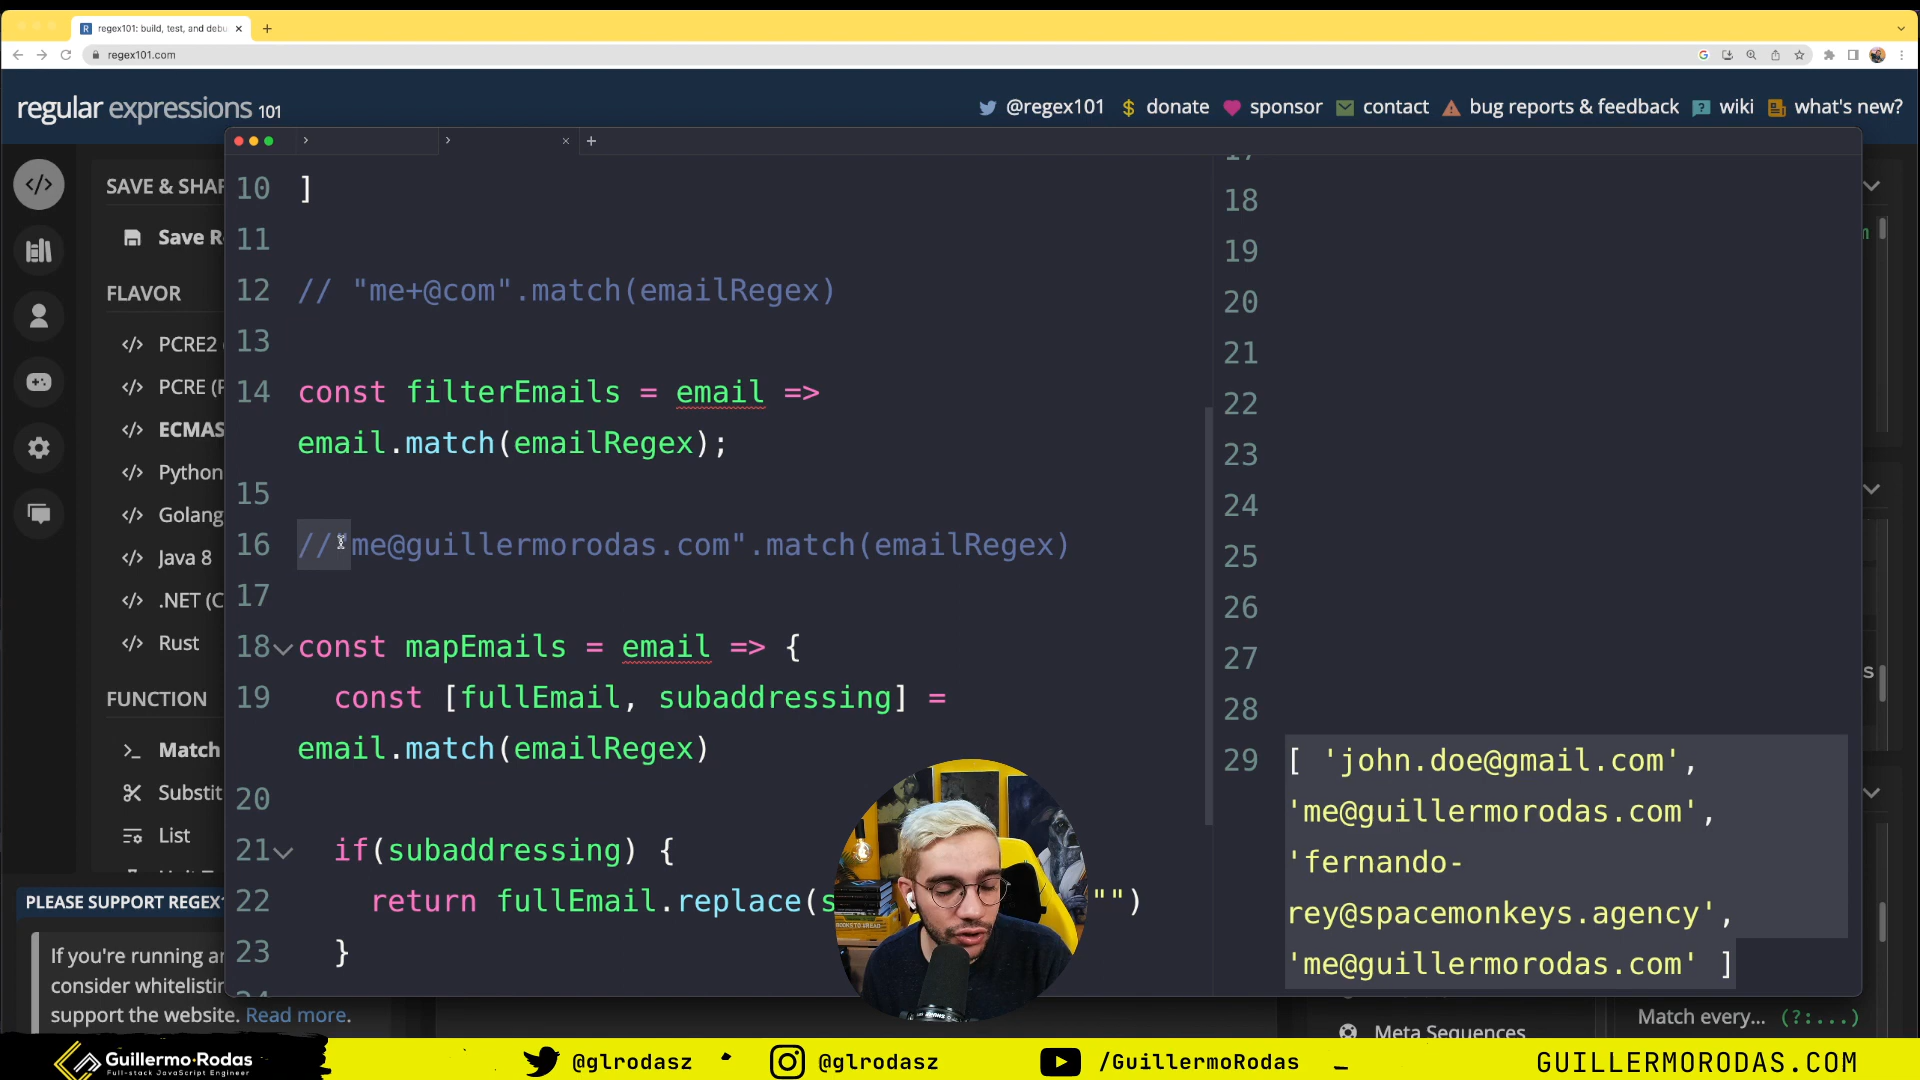 regex101: build, test, and debu
regex101.com
regular expressions 101
@regex101
donate
sponsor
contact
bug reports & feedback
wiki
what's new?
SAVE & SHA
Save R
FLAVOR
PCRE2
PCRE (P
ECMAS
Python
Golang
Java 8
.NET (C
Rust
FUNCTION
Match
Substit
List
PLEASE SUPPORT REGEX1
If you're running an
consider whitelistin
support the website. Read more.
10 ]
11
12 // "me+@com".match(emailRegex)
13
14 const filterEmails = email =>
email.match(emailRegex);
15
16 // "me@guillermorodas.com".match(emailRegex)
17
18 const mapEmails = email => {
19 const [fullEmail, subaddressing] =
email.match(emailRegex)
20
21 if(subaddressing) {
22 return fullEmail.replace(s "")
23 }
17
18
19
20
21
22
23
24
25
26
27
28
29 [ 'john.doe@gmail.com',
'me@guillermorodas.com',
'fernando-
rey@spacemonkeys.agency',
'me@guillermorodas.com' ]
Meta Sequences
Match every... (?:...)
Guillermo Rodas
Full-stack JavaScript Engineer
@glrodasz
@glrodasz
/GuillermoRodas
GUILLERMORODAS.COM